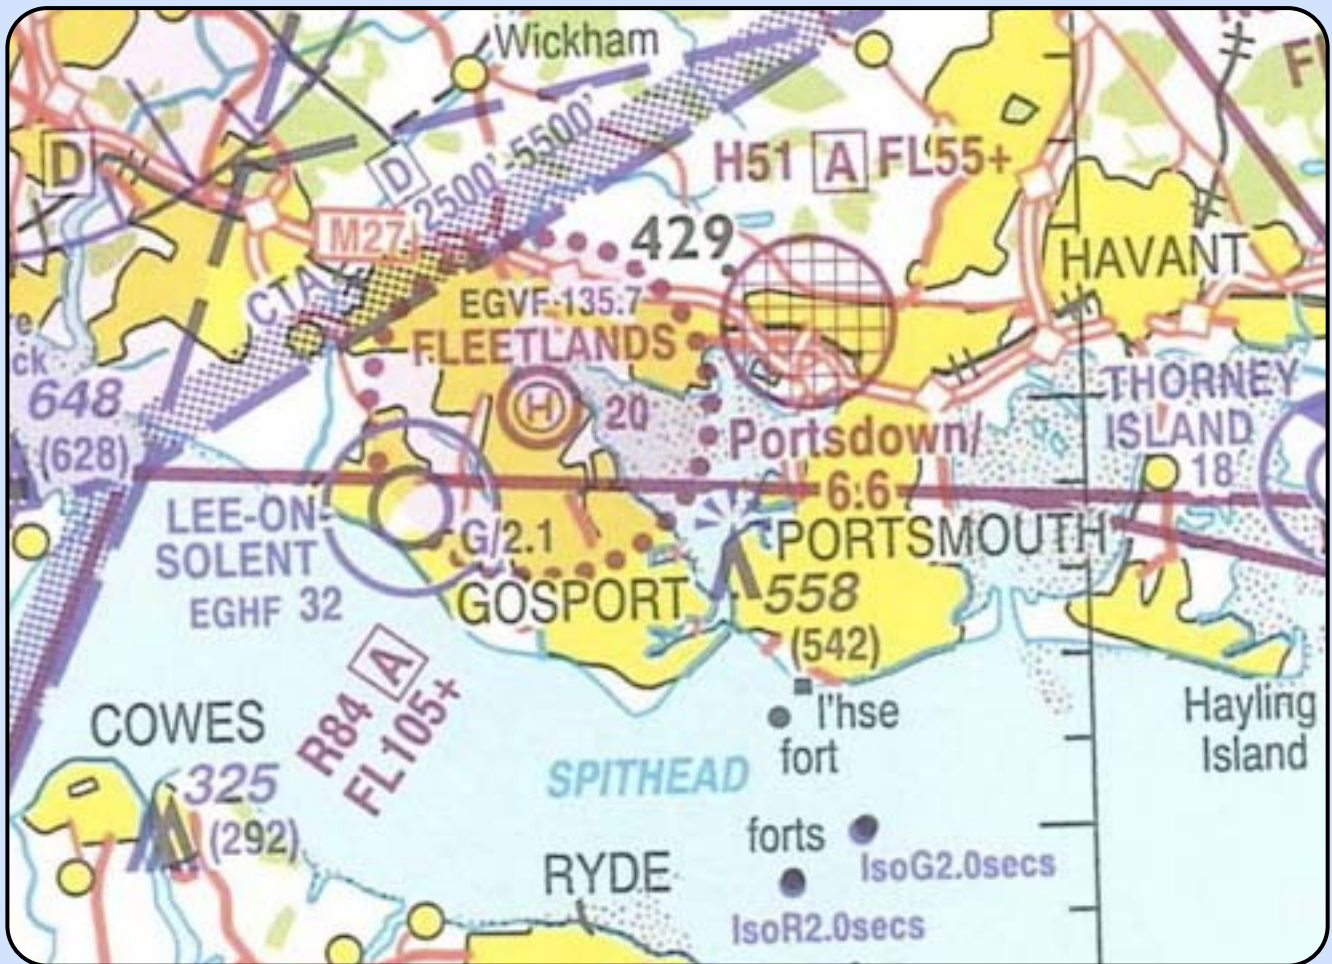 Wickham
D
D
2500'-5500'
H51 A FL55+
M27
429
HAVANT
CTA
EGVF 135.7
FLEETLANDS
H
20
ck
648
(628)
THORNEY
ISLAND
18
Portsdown/
6.6
LEE-ON-
SOLENT
EGHF 32
G/2.1
GOSPORT
PORTSMOUTH
558
(542)
R84 A
FL105+
l'hse
fort
Hayling
Island
COWES
325
(292)
SPITHEAD
forts
IsoG2.0secs
RYDE
IsoR2.0secs